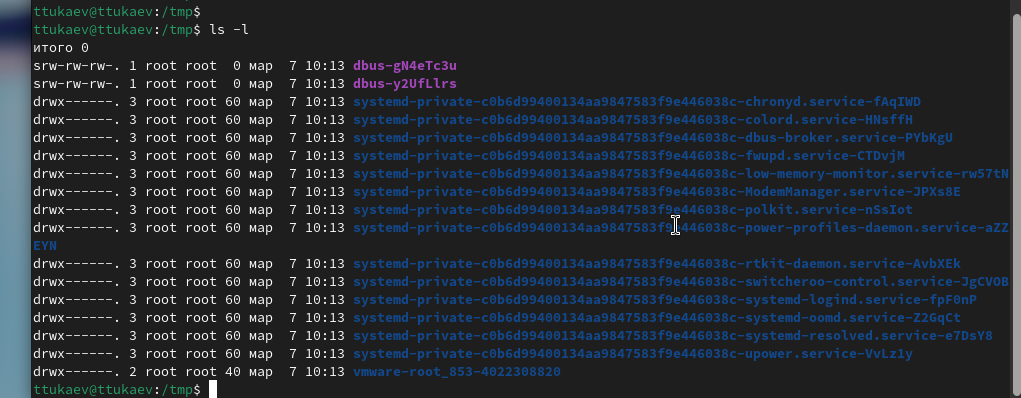 ttukaev@ttukaev:/tmp$
ttukaev@ttukaev:/tmp$ ls -l
итого 0
srw-rw-rw-. 1 root root  0 мар  7 10:13 dbus-gN4eTc3u
srw-rw-rw-. 1 root root  0 мар  7 10:13 dbus-y2UfLlrs
drwx------. 3 root root 60 мар  7 10:13 systemd-private-c0b6d99400134aa9847583f9e446038c-chronyd.service-fAqIWD
drwx------. 3 root root 60 мар  7 10:13 systemd-private-c0b6d99400134aa9847583f9e446038c-colord.service-HNsffH
drwx------. 3 root root 60 мар  7 10:13 systemd-private-c0b6d99400134aa9847583f9e446038c-dbus-broker.service-PYbKgU
drwx------. 3 root root 60 мар  7 10:13 systemd-private-c0b6d99400134aa9847583f9e446038c-fwupd.service-CTDvjM
drwx------. 3 root root 60 мар  7 10:13 systemd-private-c0b6d99400134aa9847583f9e446038c-low-memory-monitor.service-rw57tN
drwx------. 3 root root 60 мар  7 10:13 systemd-private-c0b6d99400134aa9847583f9e446038c-ModemManager.service-JPXs8E
drwx------. 3 root root 60 мар  7 10:13 systemd-private-c0b6d99400134aa9847583f9e446038c-polkit.service-nSsIot
drwx------. 3 root root 60 мар  7 10:13 systemd-private-c0b6d99400134aa9847583f9e446038c-power-profiles-daemon.service-aZZ
EYN
drwx------. 3 root root 60 мар  7 10:13 systemd-private-c0b6d99400134aa9847583f9e446038c-rtkit-daemon.service-AvbXEk
drwx------. 3 root root 60 мар  7 10:13 systemd-private-c0b6d99400134aa9847583f9e446038c-switcheroo-control.service-JgCVOB
drwx------. 3 root root 60 мар  7 10:13 systemd-private-c0b6d99400134aa9847583f9e446038c-systemd-logind.service-fpF0nP
drwx------. 3 root root 60 мар  7 10:13 systemd-private-c0b6d99400134aa9847583f9e446038c-systemd-oomd.service-Z2GqCt
drwx------. 3 root root 60 мар  7 10:13 systemd-private-c0b6d99400134aa9847583f9e446038c-systemd-resolved.service-e7DsY8
drwx------. 3 root root 60 мар  7 10:13 systemd-private-c0b6d99400134aa9847583f9e446038c-upower.service-VvLz1y
drwx------. 2 root root 40 мар  7 10:13 vmware-root_853-4022308820
ttukaev@ttukaev:/tmp$